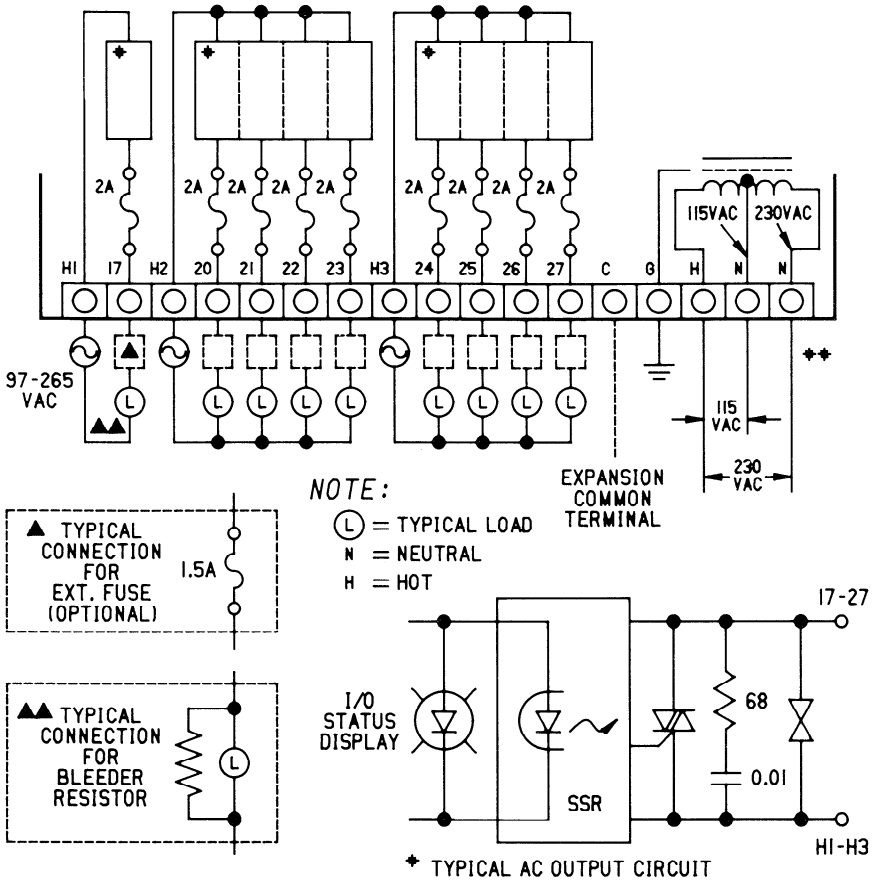 * * *
2A 2A 2A 2A 2A 2A 2A 2A 2A
115VAC 230VAC
H1 17 H2 20 21 22 23 H3 24 25 26 27 C G H N N
97-265
VAC
**
L L L L L L L L L
115
VAC
230
VAC
EXPANSION
COMMON
TERMINAL
NOTE:
L = TYPICAL LOAD
N = NEUTRAL
H = HOT
▲ TYPICAL
CONNECTION
FOR
EXT. FUSE
(OPTIONAL)
1.5A
▲▲ TYPICAL
CONNECTION
FOR
BLEEDER
RESISTOR
L
I/O
STATUS
DISPLAY
SSR
68
0.01
17-27
H1-H3
* TYPICAL AC OUTPUT CIRCUIT